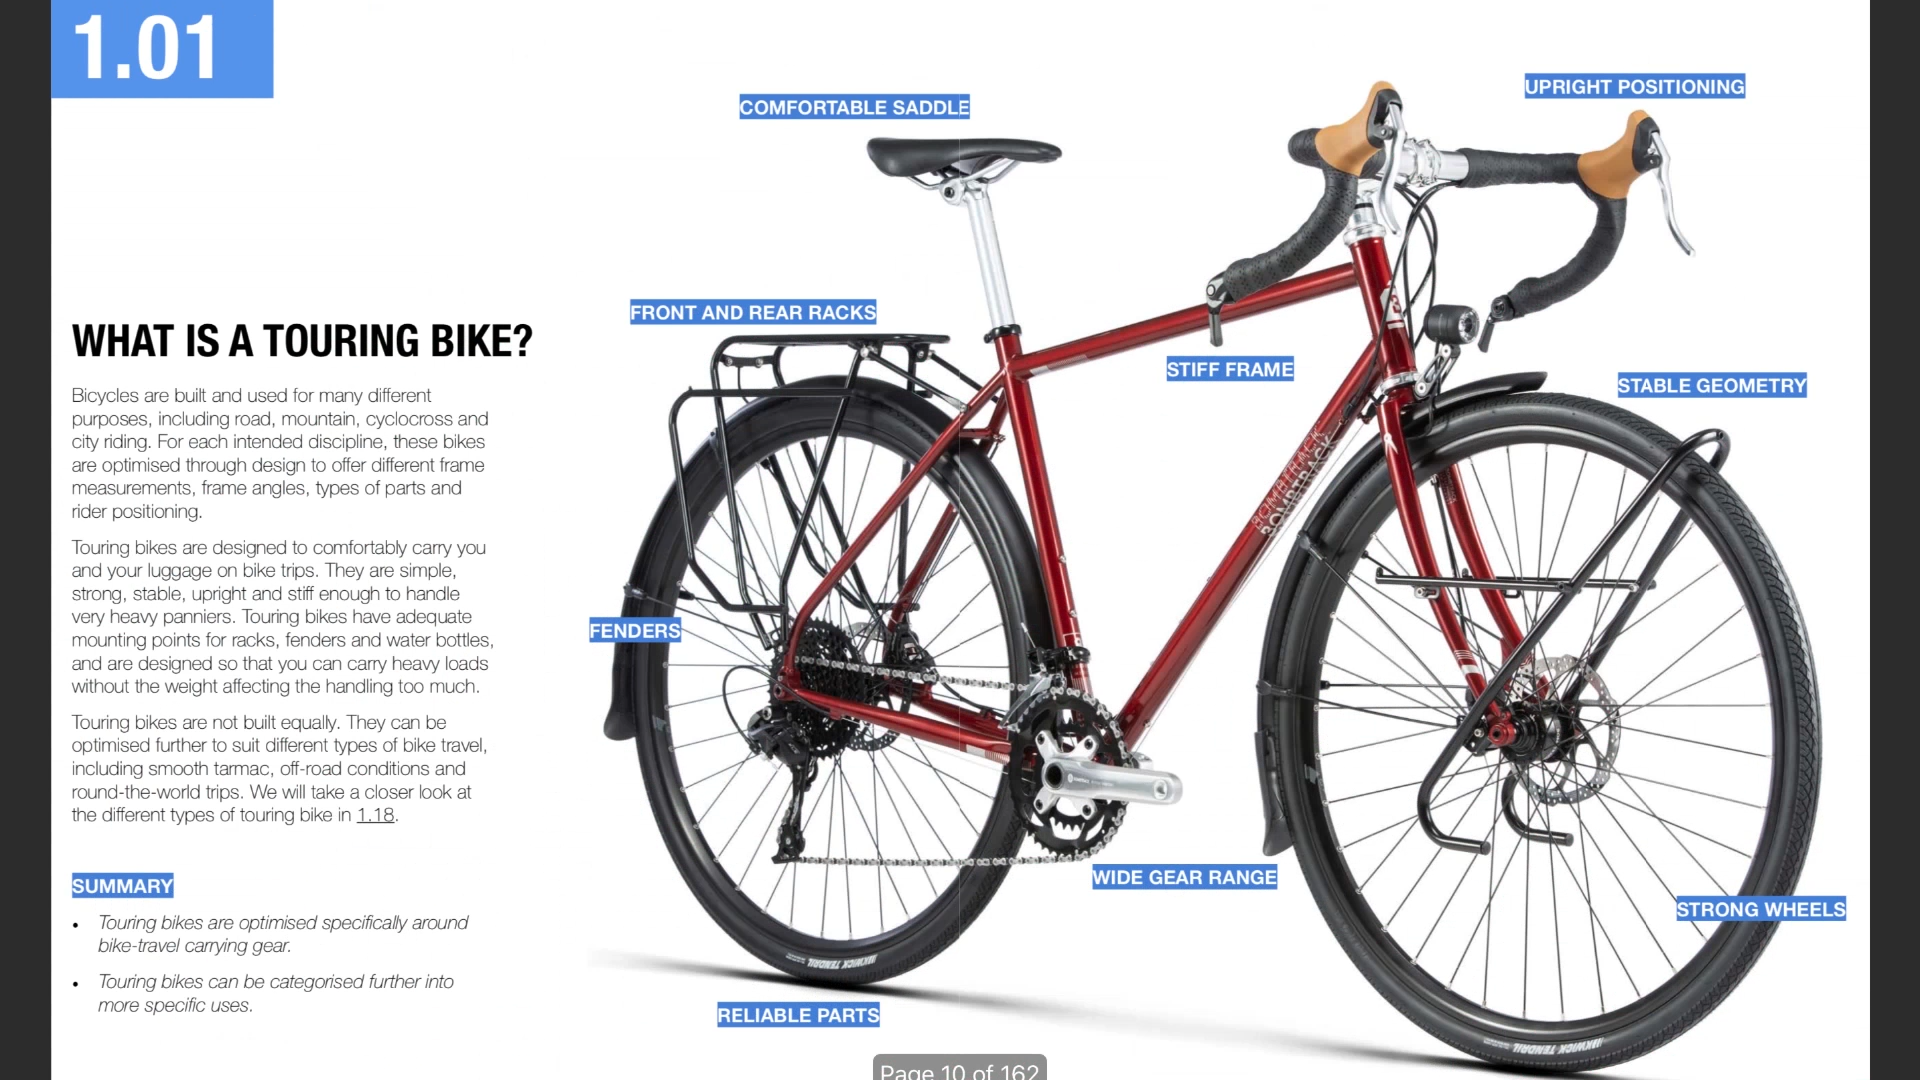 1.01
COMFORTABLE SADDLE
UPRIGHT POSITIONING
FRONT AND REAR RACKS
STIFF FRAME
STABLE GEOMETRY
FENDERS
WIDE GEAR RANGE
STRONG WHEELS
RELIABLE PARTS
WHAT IS A TOURING BIKE?
Bicycles are built and used for many different
purposes, including road, mountain, cyclocross and
city riding. For each intended discipline, these bikes
are optimised through design to offer different frame
measurements, frame angles, types of parts and
rider positioning.
Touring bikes are designed to comfortably carry you
and your luggage on bike trips. They are simple,
strong, stable, upright and stiff enough to handle
very heavy panniers. Touring bikes have adequate
mounting points for racks, fenders and water bottles,
and are designed so that you can carry heavy loads
without the weight affecting the handling too much.
Touring bikes are not built equally. They can be
optimised further to suit different types of bike travel,
including smooth tarmac, off-road conditions and
round-the-world trips. We will take a closer look at
the different types of touring bike in 1.18.
SUMMARY
• Touring bikes are optimised specifically around
bike-travel carrying gear.
• Touring bikes can be categorised further into
more specific uses.
BOMBTRACK
BOMBTRACK
KWICK TENDRIL
KWICK TENDRIL
Page 10 of 162